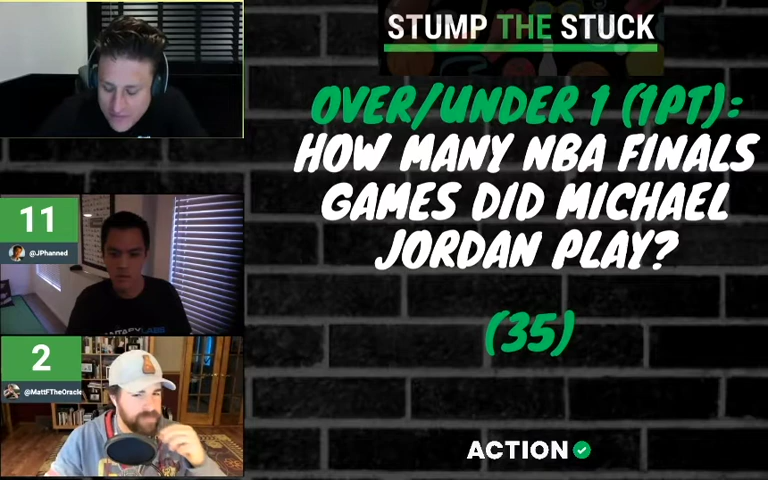 STUMP THE STUCK
OVER/UNDER 1 (1PT):
HOW MANY NBA FINALS
GAMES DID MICHAEL
JORDAN PLAY?
(35)
11
@JPhanned
2
@MattFTheOracle
ACTION